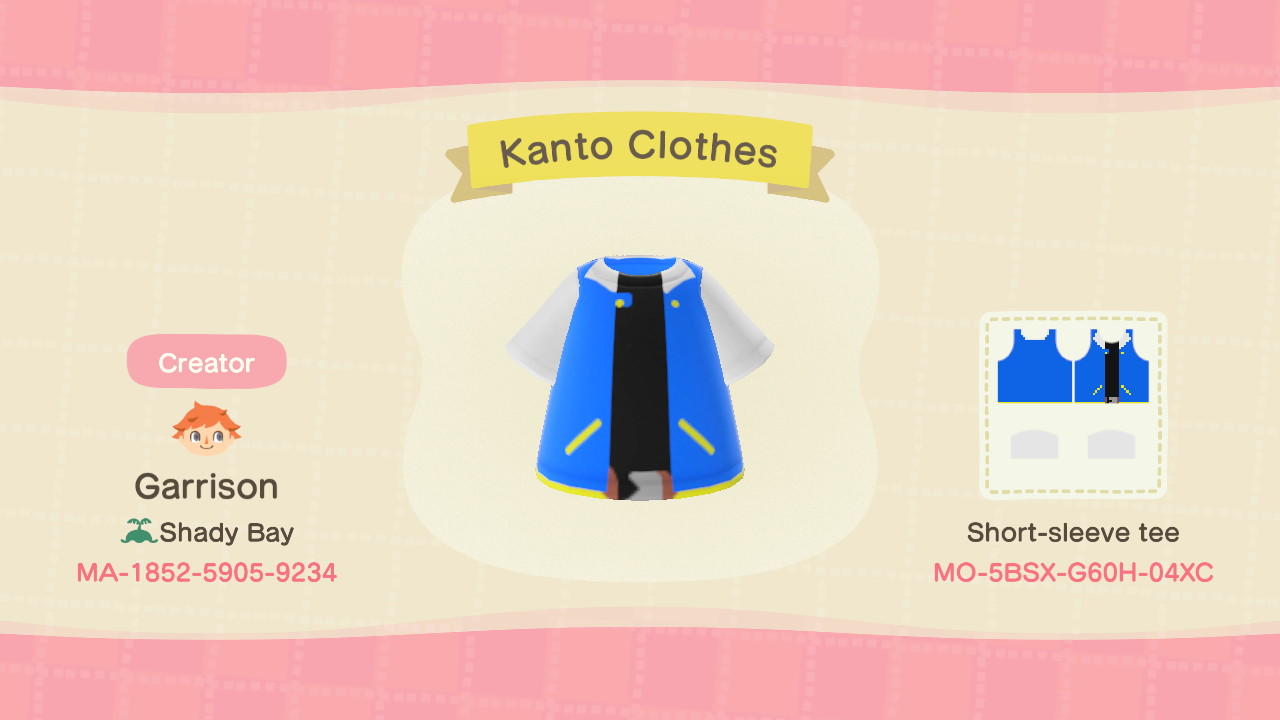 Kanto Clothes
Creator
Garrison
Shady Bay
MA-1852-5905-9234
Short-sleeve tee
MO-5BSX-G60H-04XC